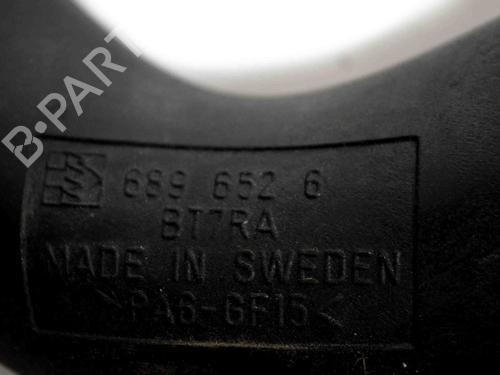 B-PARTS
689 652 6
BT7RA
MADE IN SWEDEN
>PA6-GF15<